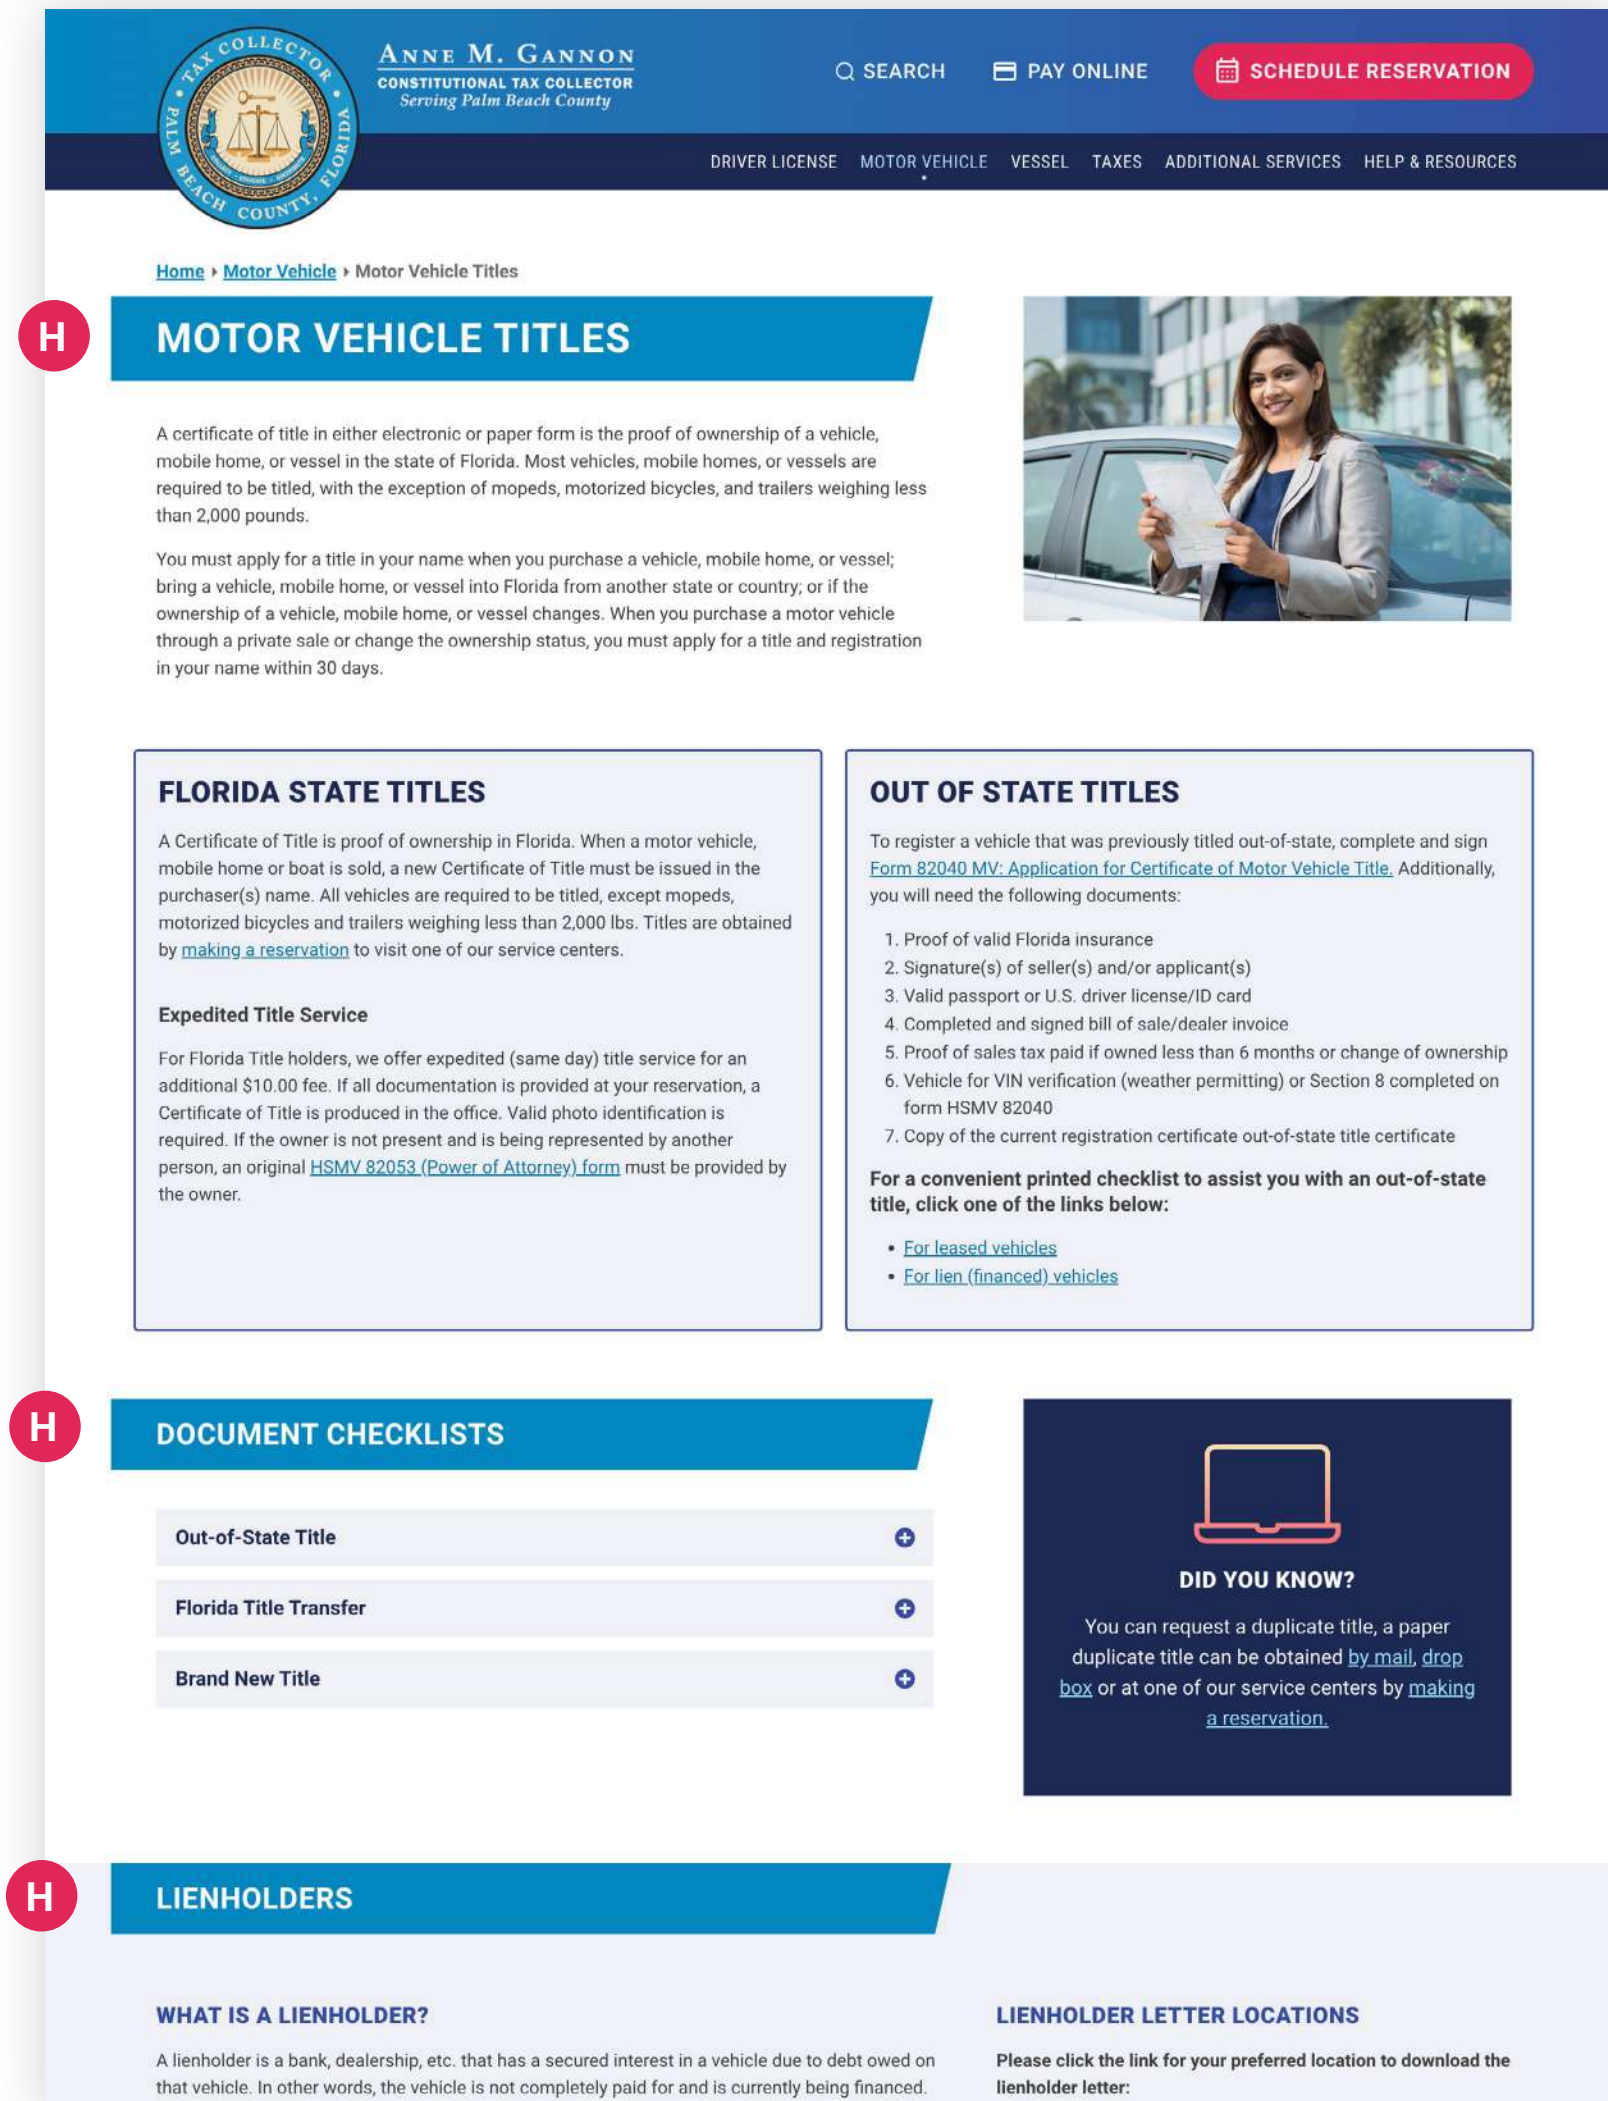 TAX COLLECTOR
PALM BEACH COUNTY, FLORIDA
ANNE M. GANNON
CONSTITUTIONAL TAX COLLECTOR
Serving Palm Beach County
SEARCH
PAY ONLINE
SCHEDULE RESERVATION
DRIVER LICENSE
MOTOR VEHICLE
VESSEL
TAXES
ADDITIONAL SERVICES
HELP & RESOURCES
Home
Motor Vehicle
Motor Vehicle Titles
H
MOTOR VEHICLE TITLES
A certificate of title in either electronic or paper form is the proof of ownership of a vehicle,
mobile home, or vessel in the state of Florida. Most vehicles, mobile homes, or vessels are
required to be titled, with the exception of mopeds, motorized bicycles, and trailers weighing less
than 2,000 pounds.
You must apply for a title in your name when you purchase a vehicle, mobile home, or vessel;
bring a vehicle, mobile home, or vessel into Florida from another state or country; or if the
ownership of a vehicle, mobile home, or vessel changes. When you purchase a motor vehicle
through a private sale or change the ownership status, you must apply for a title and registration
in your name within 30 days.
FLORIDA STATE TITLES
A Certificate of Title is proof of ownership in Florida. When a motor vehicle,
mobile home or boat is sold, a new Certificate of Title must be issued in the
purchaser(s) name. All vehicles are required to be titled, except mopeds,
motorized bicycles and trailers weighing less than 2,000 lbs. Titles are obtained
by making a reservation to visit one of our service centers.
Expedited Title Service
For Florida Title holders, we offer expedited (same day) title service for an
additional $10.00 fee. If all documentation is provided at your reservation, a
Certificate of Title is produced in the office. Valid photo identification is
required. If the owner is not present and is being represented by another
person, an original HSMV 82053 (Power of Attorney) form must be provided by
the owner.
OUT OF STATE TITLES
To register a vehicle that was previously titled out-of-state, complete and sign
Form 82040 MV: Application for Certificate of Motor Vehicle Title. Additionally,
you will need the following documents:
1. Proof of valid Florida insurance
2. Signature(s) of seller(s) and/or applicant(s)
3. Valid passport or U.S. driver license/ID card
4. Completed and signed bill of sale/dealer invoice
5. Proof of sales tax paid if owned less than 6 months or change of ownership
6. Vehicle for VIN verification (weather permitting) or Section 8 completed on
form HSMV 82040
7. Copy of the current registration certificate out-of-state title certificate
For a convenient printed checklist to assist you with an out-of-state
title, click one of the links below:
• For leased vehicles
• For lien (financed) vehicles
H
DOCUMENT CHECKLISTS
Out-of-State Title
Florida Title Transfer
Brand New Title
DID YOU KNOW?
You can request a duplicate title, a paper
duplicate title can be obtained by mail, drop
box or at one of our service centers by making
a reservation.
H
LIENHOLDERS
WHAT IS A LIENHOLDER?
A lienholder is a bank, dealership, etc. that has a secured interest in a vehicle due to debt owed on
that vehicle. In other words, the vehicle is not completely paid for and is currently being financed.
LIENHOLDER LETTER LOCATIONS
Please click the link for your preferred location to download the
lienholder letter: